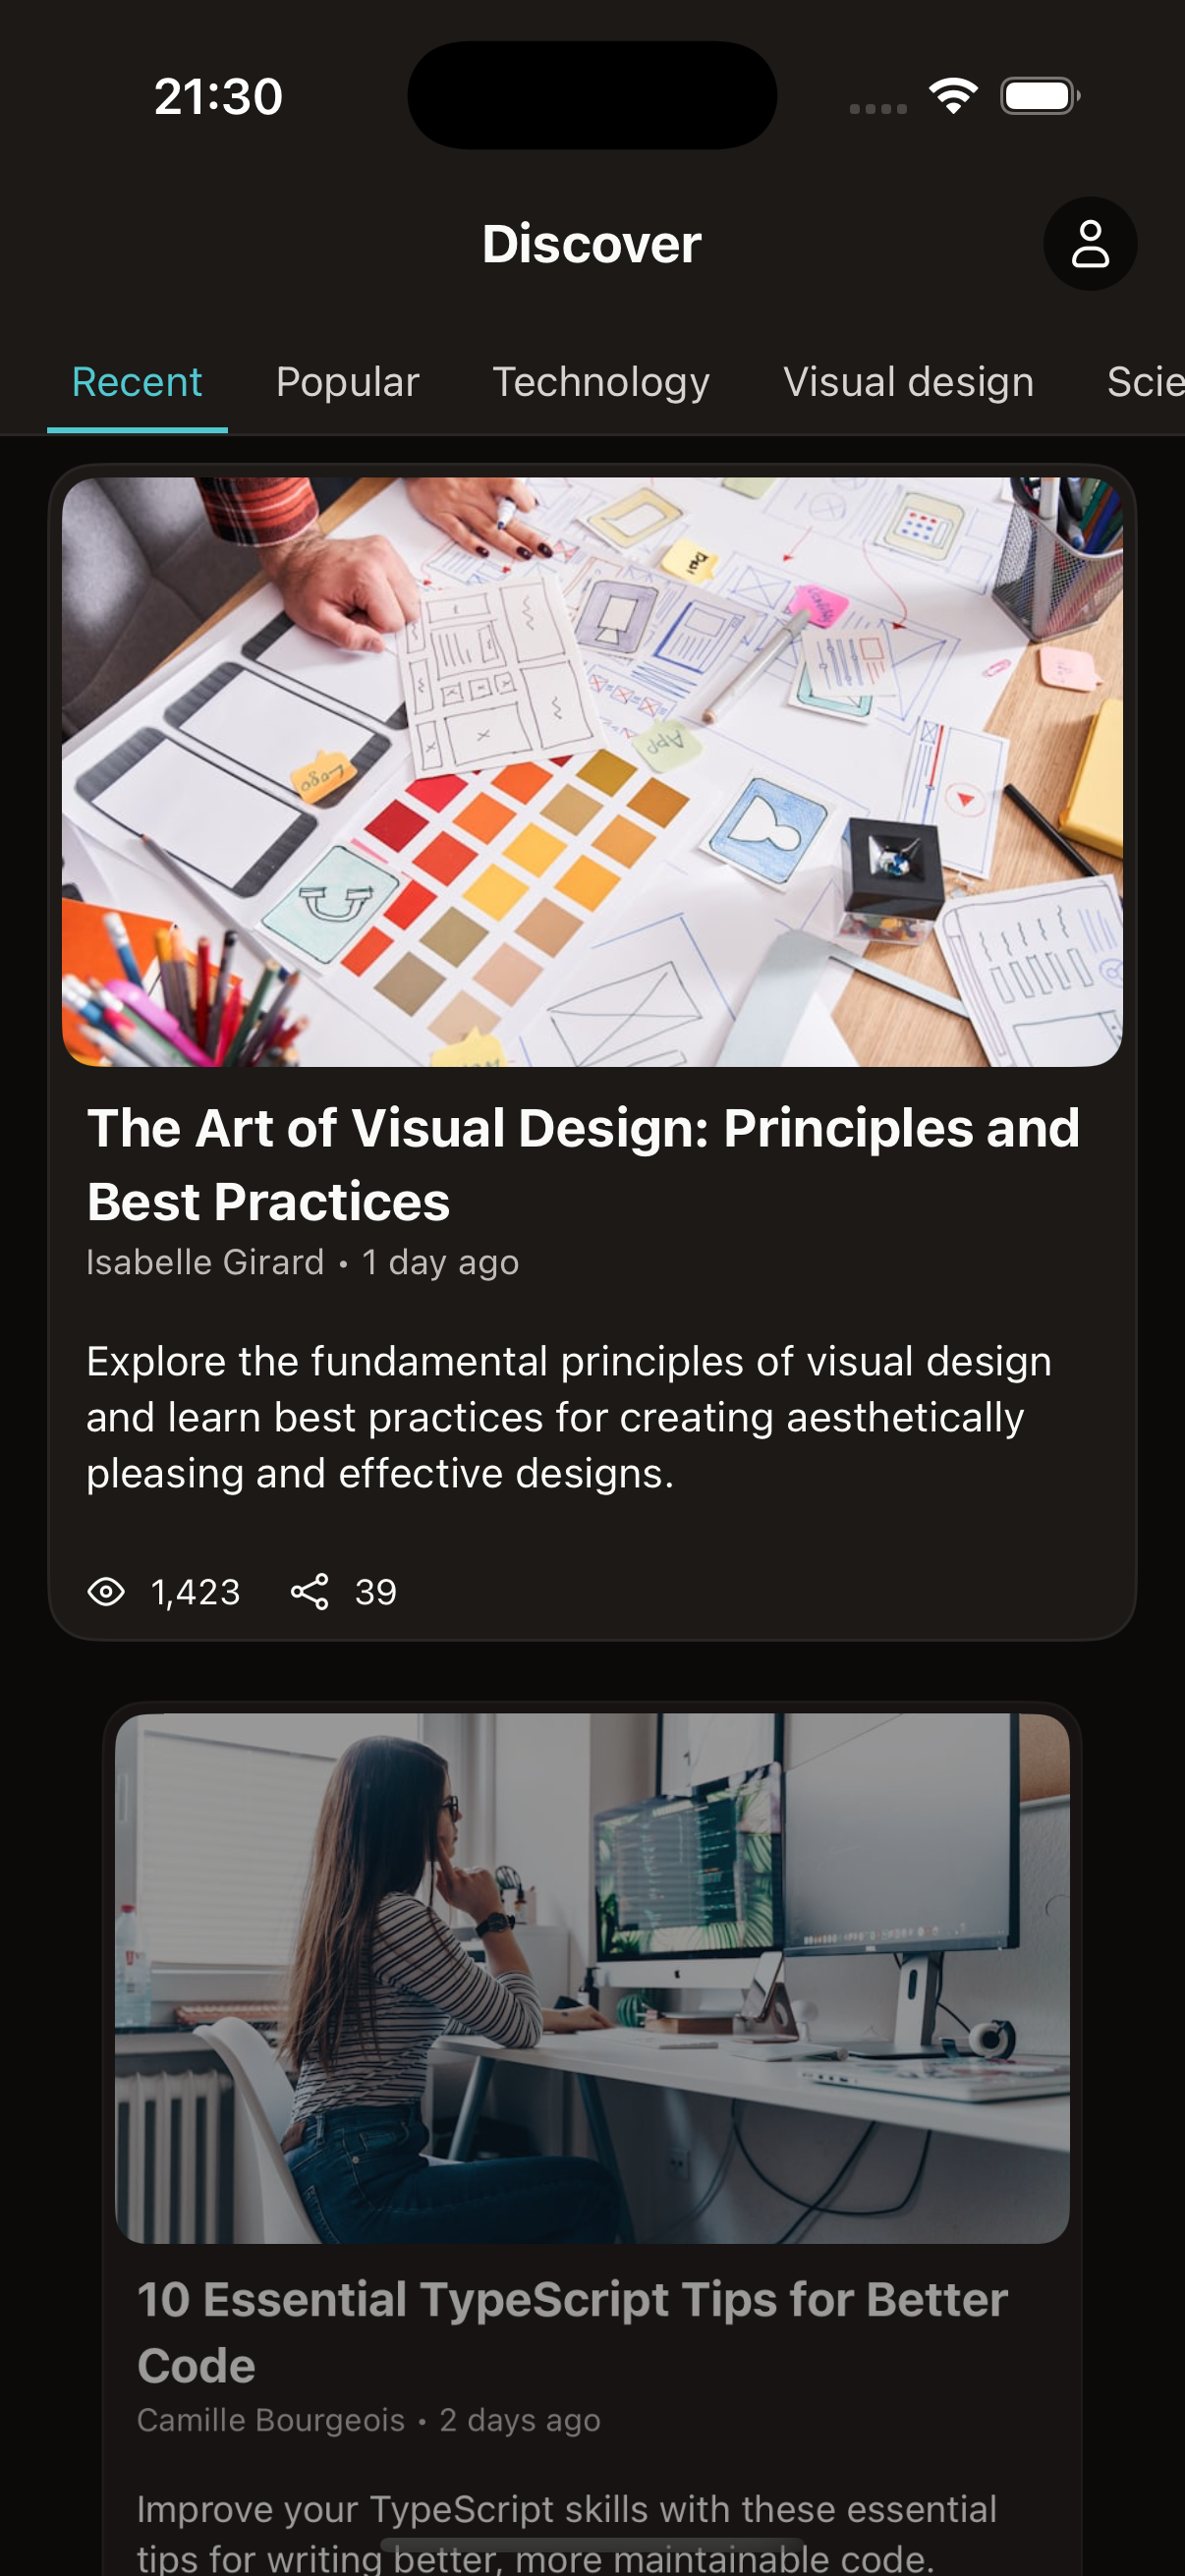 21:30
Discover
Recent
Popular
Technology
Visual design
Scie
The Art of Visual Design: Principles and
Best Practices
Isabelle Girard • 1 day ago
Explore the fundamental principles of visual design
and learn best practices for creating aesthetically
pleasing and effective designs.
1,423
39
10 Essential TypeScript Tips for Better
Code
Camille Bourgeois • 2 days ago
Improve your TypeScript skills with these essential
tips for writing better, more maintainable code.